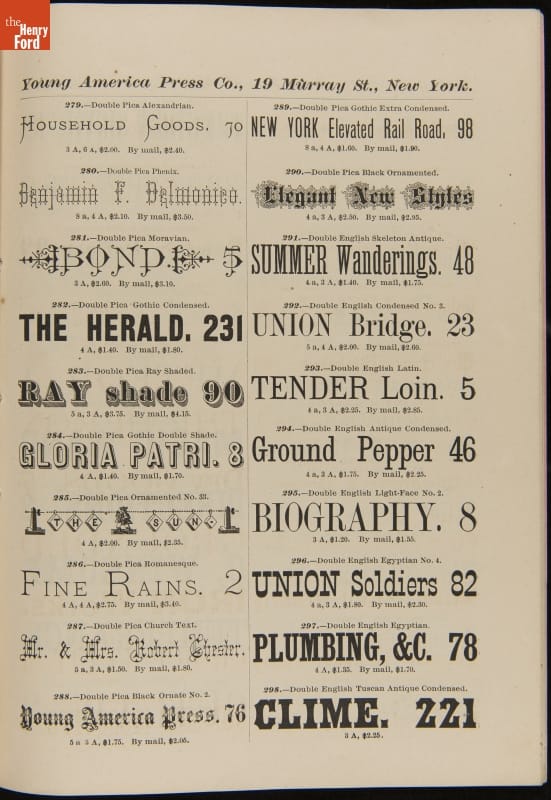 the
Henry
Ford
Young America Press Co., 19 Murray St., New York.
279.—Double Pica Alexandrian.
HOUSEHOLD GOODS. 70
3 A, 6 A, $2.00. By mail, $2.40.
280.—Double Pica Phenix.
Benjamin F. Delmonico.
8 a, 4 A, $2.10. By mail, $3.50.
281.—Double Pica Moravian.
BOND. 5
3 A, $2.60. By mail, $3.10.
282.—Double Pica Gothic Condensed.
THE HERALD. 231
4 A, $1.40. By mail, $1.80.
283.—Double Pica Ray Shaded.
RAY shade 90
5 a, 3 A, $3.75. By mail, $4.15.
284.—Double Pica Gothic Double Shade.
GLORIA PATRI. 8
4 A, $1.40. By mail, $1.70.
285.—Double Pica Ornamented No. 33.
1 THE SUN. 1
4 A, $2.00. By mail, $2.35.
286.—Double Pica Romanesque.
FINE RAINS. 2
4 A, 4 A, $2.75. By mail, $3.40.
287.—Double Pica Church Text.
Mr. & Mrs. Robert Chester.
5 a, 3 A, $1.50. By mail, $1.80.
288.—Double Pica Black Ornate No. 2.
Young America Press. 76
5 a 3 A, $1.75. By mail, $2.05.
289.—Double Pica Gothic Extra Condensed.
NEW YORK Elevated Rail Road, 98
8 a, 4 A, $1.60. By mail, $1.90.
290.—Double Pica Black Ornamented.
Elegant New Styles
4 a, 3 A, $2.50. By mail, $2.95.
291.—Double English Skeleton Antique.
SUMMER Wanderings. 48
4 a, 3 A, $1.40. By mail, $1.75.
292.—Double English Condensed No. 3.
UNION Bridge. 23
5 a, 4 A, $2.00. By mail, $2.60.
293.—Double English Latin.
TENDER Loin. 5
4 a, 3 A, $2.25. By mail, $2.85.
294.—Double English Antique Condensed.
Ground Pepper 46
4 a, 3 A, $1.75. By mail, $2.25.
295.—Double English Light-Face No. 2.
BIOGRAPHY. 8
3 A, $1.20. By mail, $1.55.
296.—Double English Egyptian No. 4.
UNION Soldiers 82
4 a, 3 A, $1.80. By mail, $2.30.
297.—Double English Egyptian.
PLUMBING, &C. 78
4 A, $1.35. By mail, $1.70.
298.—Double English Tuscan Antique Condensed.
CLIME. 221
3 A, $2.25.